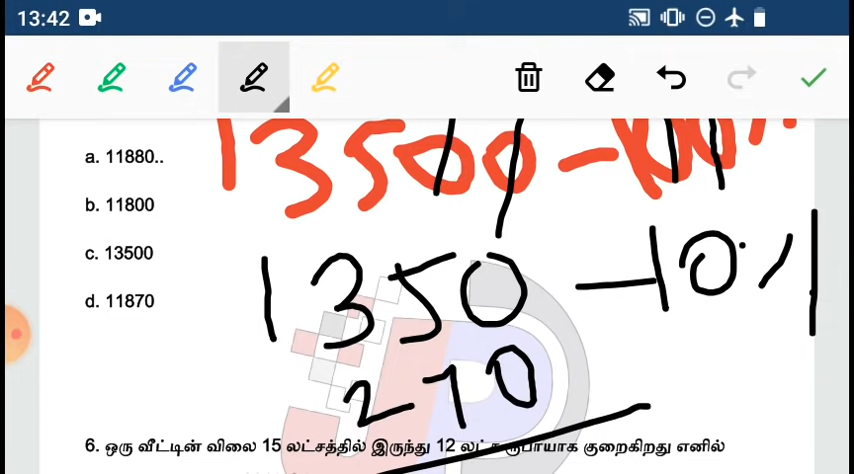 13:42
a. 11880..
13500 - 100%
b. 11800
c. 13500
1350 - 10%
d. 11870
270
6. ஒரு வீட்டின் விலை 15 லட்சத்தில் இருந்து 12 லட்ச ரூபாயாக குறைகிறது எனில்